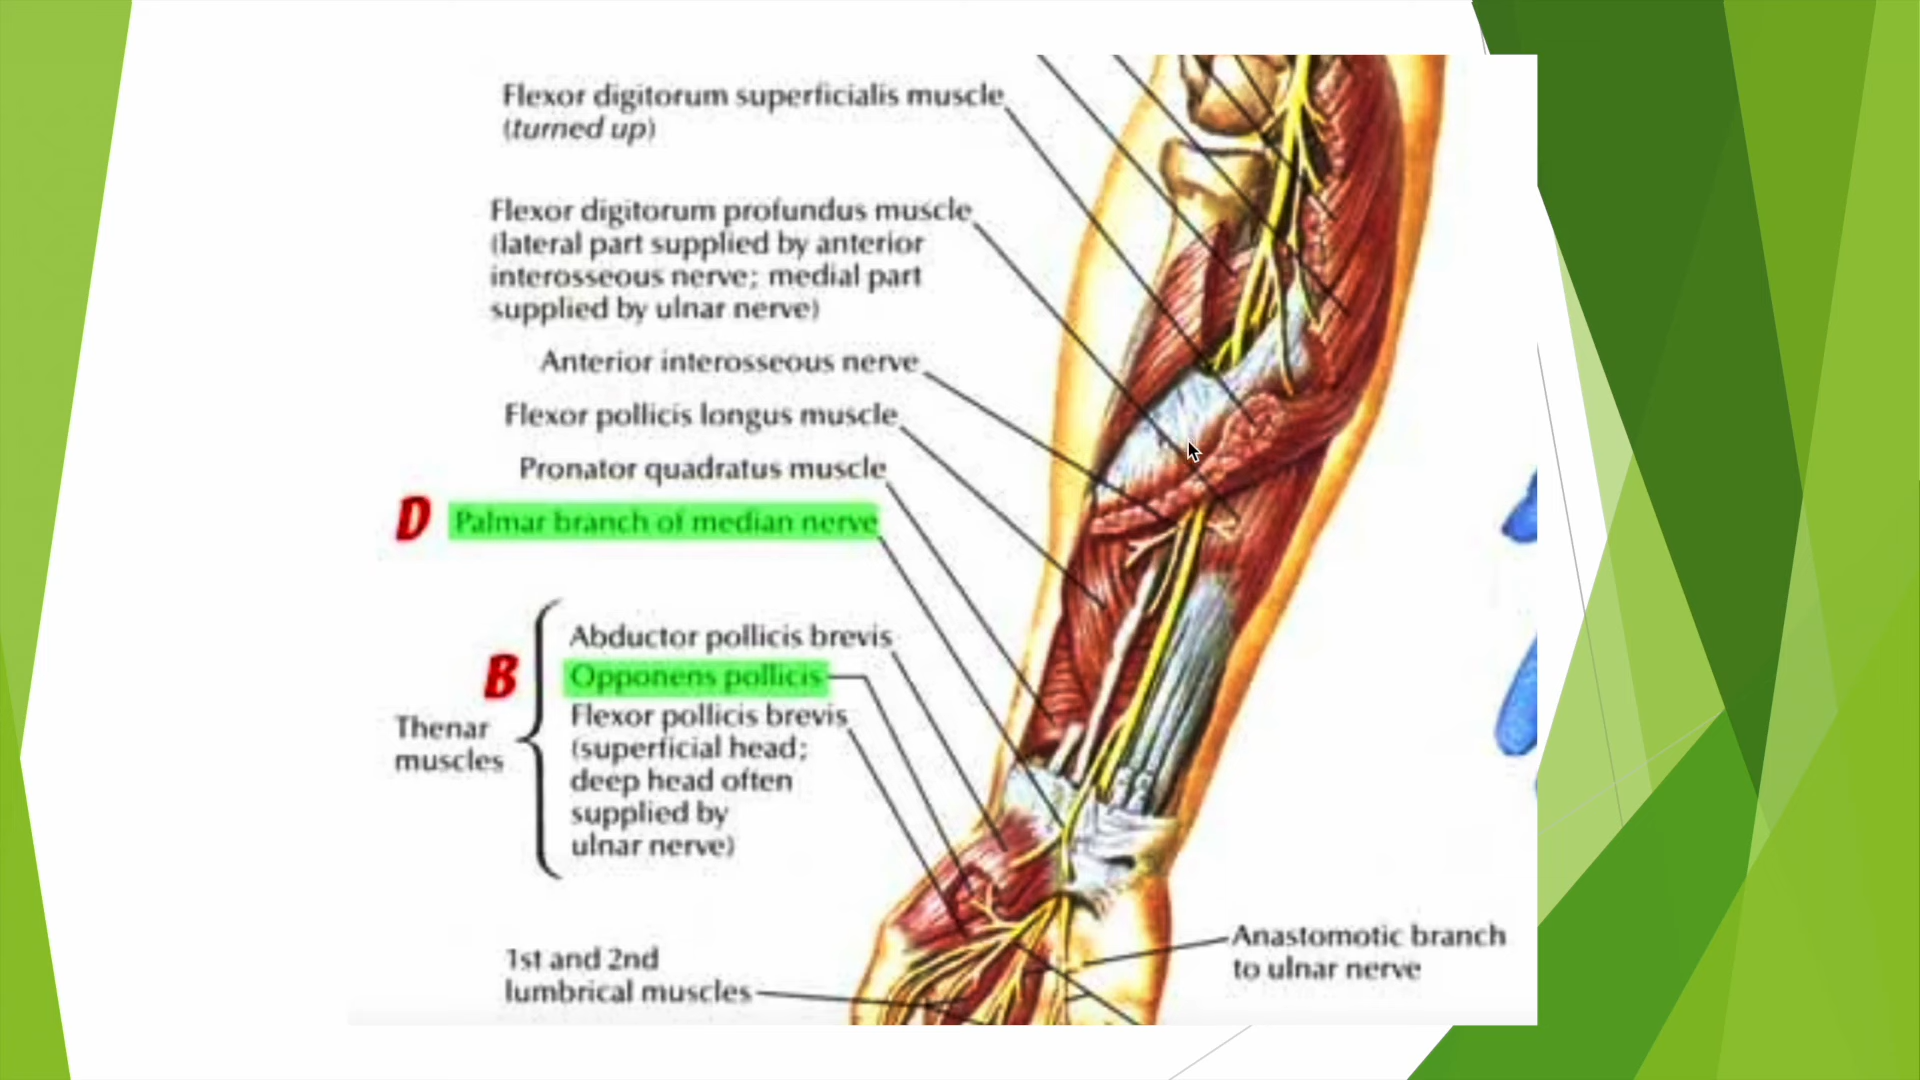 Flexor digitorum superficialis muscle
(turned up)
Flexor digitorum profundus muscle
(lateral part supplied by anterior
interosseous nerve; medial part
supplied by ulnar nerve)
Anterior interosseous nerve
Flexor pollicis longus muscle
Pronator quadratus muscle
D Palmar branch of median nerve
Abductor pollicis brevis
B Opponens pollicis
Flexor pollicis brevis
(superficial head;
deep head often
supplied by
ulnar nerve)
Thenar
muscles
Anastomotic branch
to ulnar nerve
1st and 2nd
lumbrical muscles